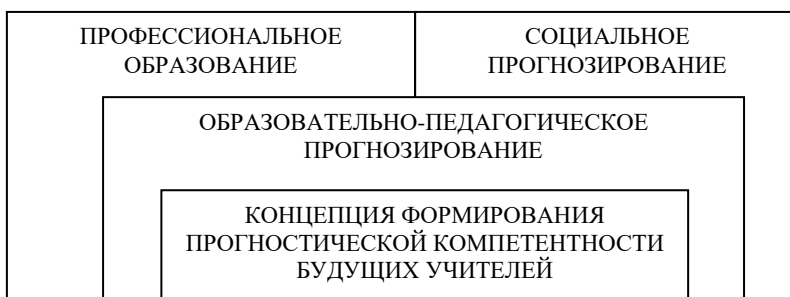 ПРОФЕССИОНАЛЬНОЕ
ОБРАЗОВАНИЕ
СОЦИАЛЬНОЕ
ПРОГНОЗИРОВАНИЕ
ОБРАЗОВАТЕЛЬНО-ПЕДАГОГИЧЕСКОЕ
ПРОГНОЗИРОВАНИЕ
КОНЦЕПЦИЯ ФОРМИРОВАНИЯ
ПРОГНОСТИЧЕСКОЙ КОМПЕТЕНТНОСТИ
БУДУЩИХ УЧИТЕЛЕЙ